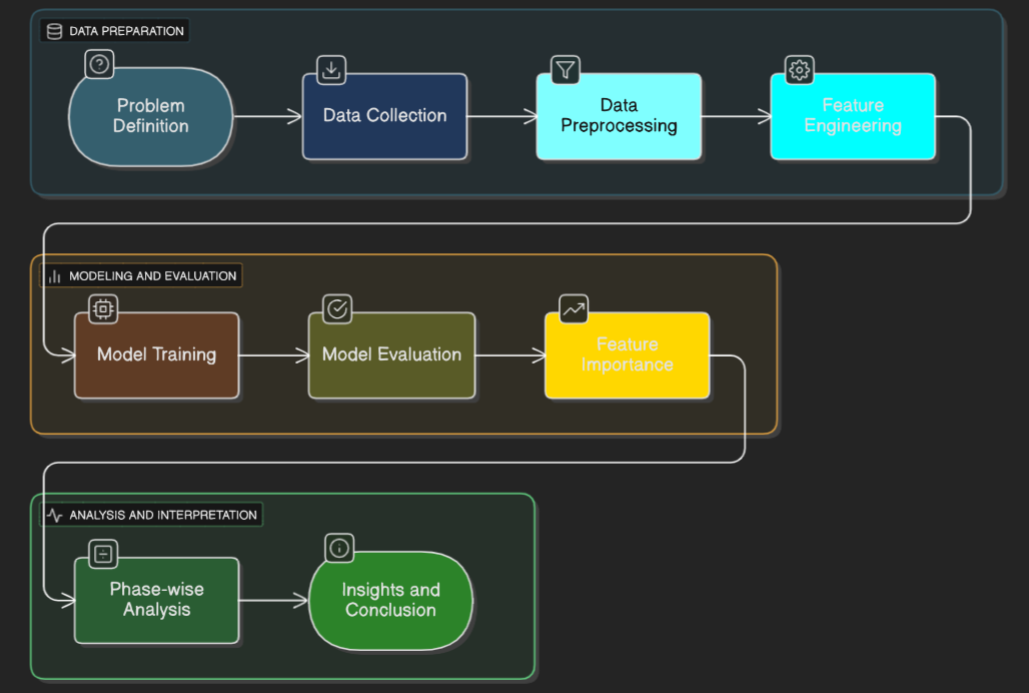 DATA PREPARATION
Problem
Definition
Data Collection
Data
Preprocessing
Feature
Engineering
MODELING AND EVALUATION
Model Training
Model Evaluation
Feature
Importance
ANALYSIS AND INTERPRETATION
Phase-wise
Analysis
Insights and
Conclusion